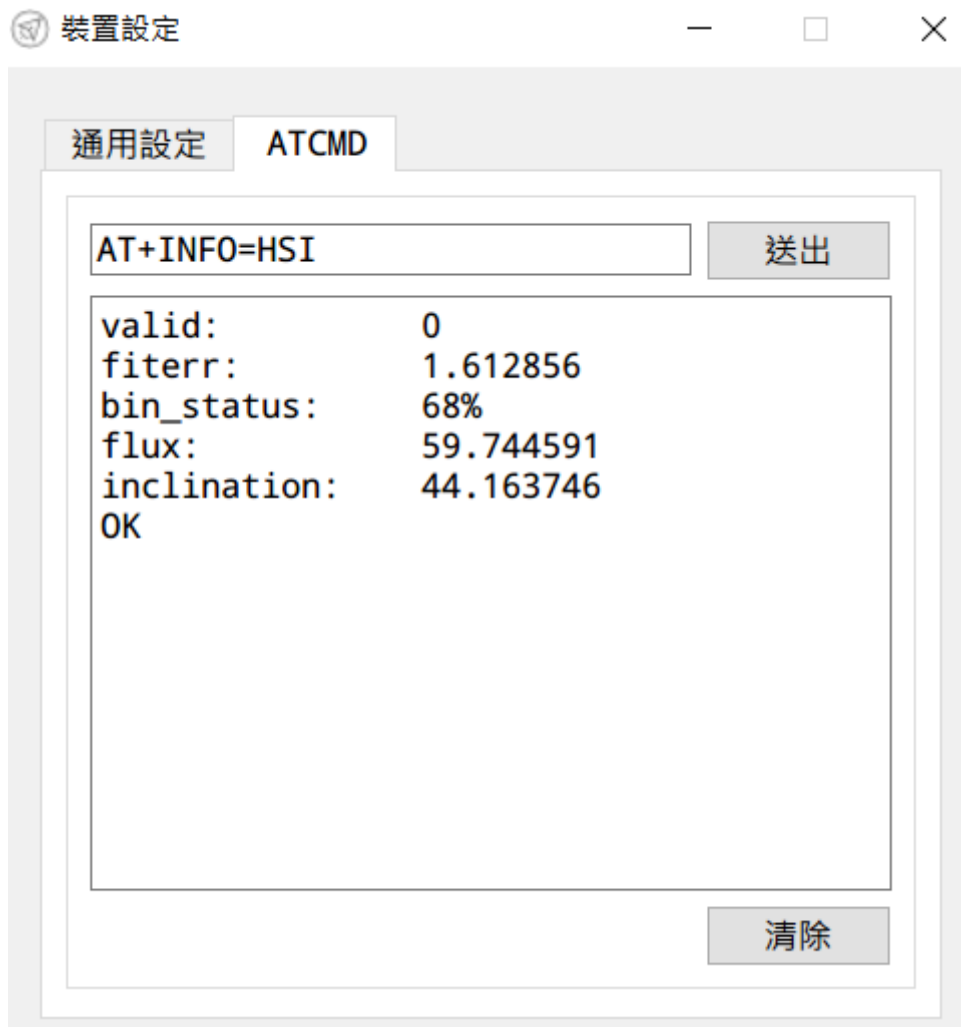 裝置設定
通用設定 ATCMD
AT+INFO=HSI 送出
valid: 0
fiterr: 1.612856
bin_status: 68%
flux: 59.744591
inclination: 44.163746
OK
清除